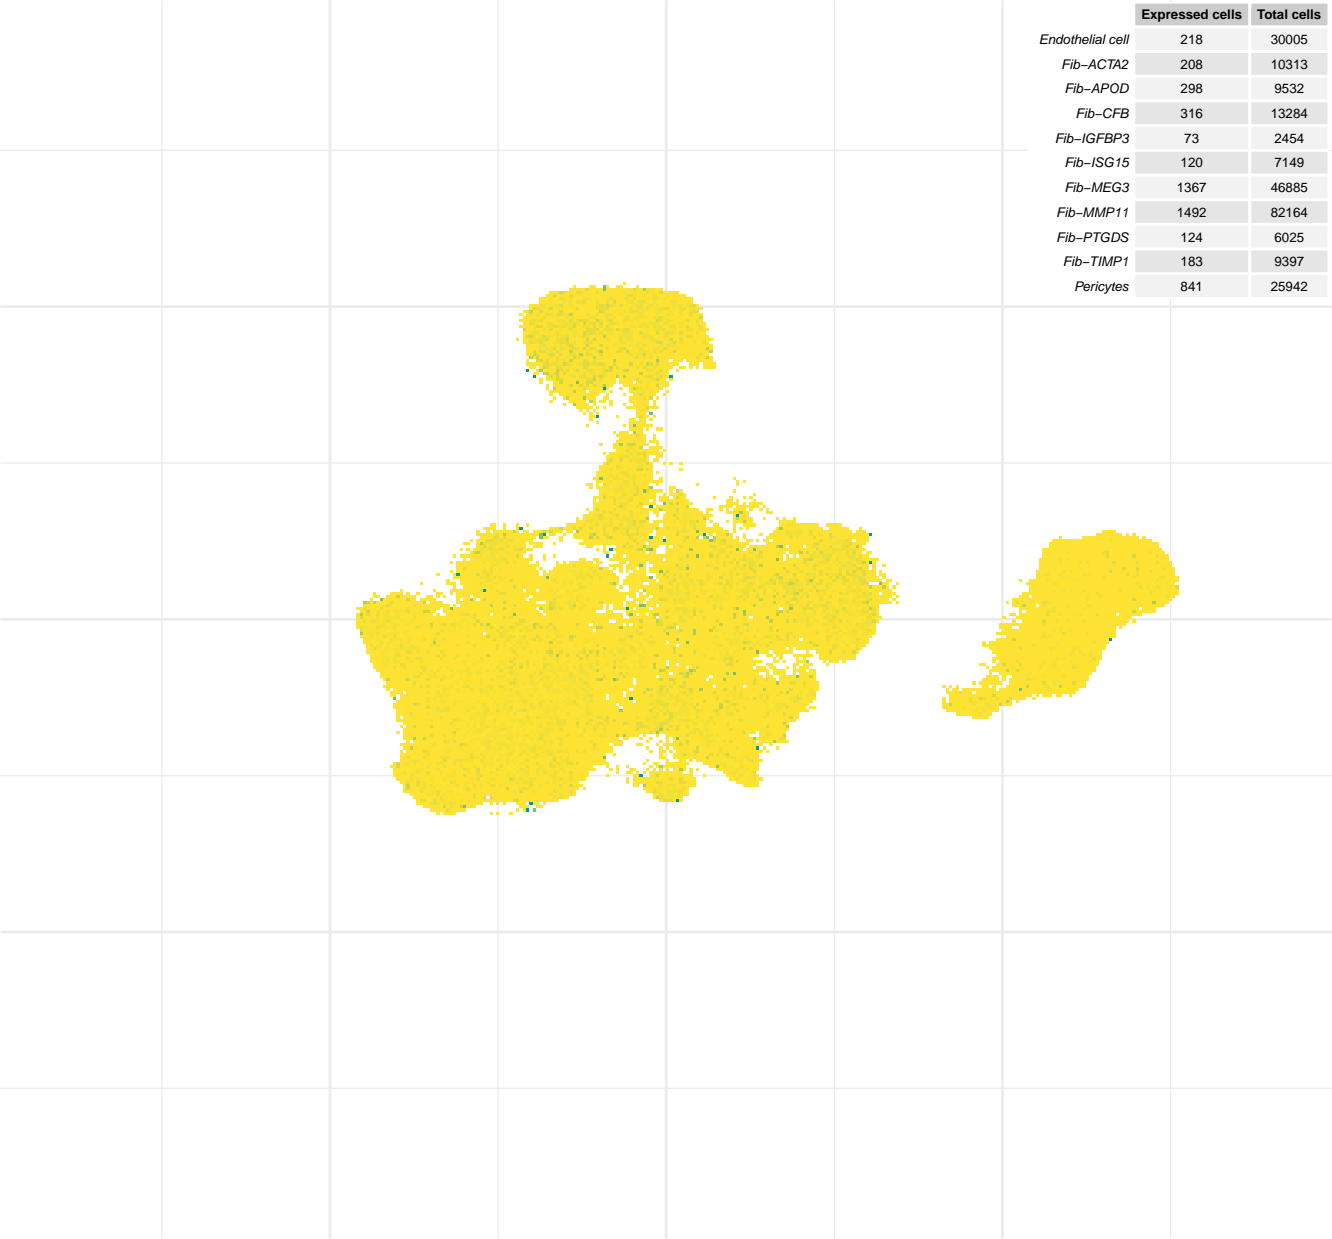 Expressed cells Total cells
Endothelial cell 218 30005
Fib−ACTA2 208 10313
Fib−APOD 298 9532
Fib−CFB 316 13284
Fib−IGFBP3 73 2454
Fib−ISG15 120 7149
Fib−MEG3 1367 46885
Fib−MMP11 1492 82164
Fib−PTGDS 124 6025
Fib−TIMP1 183 9397
Pericytes 841 25942